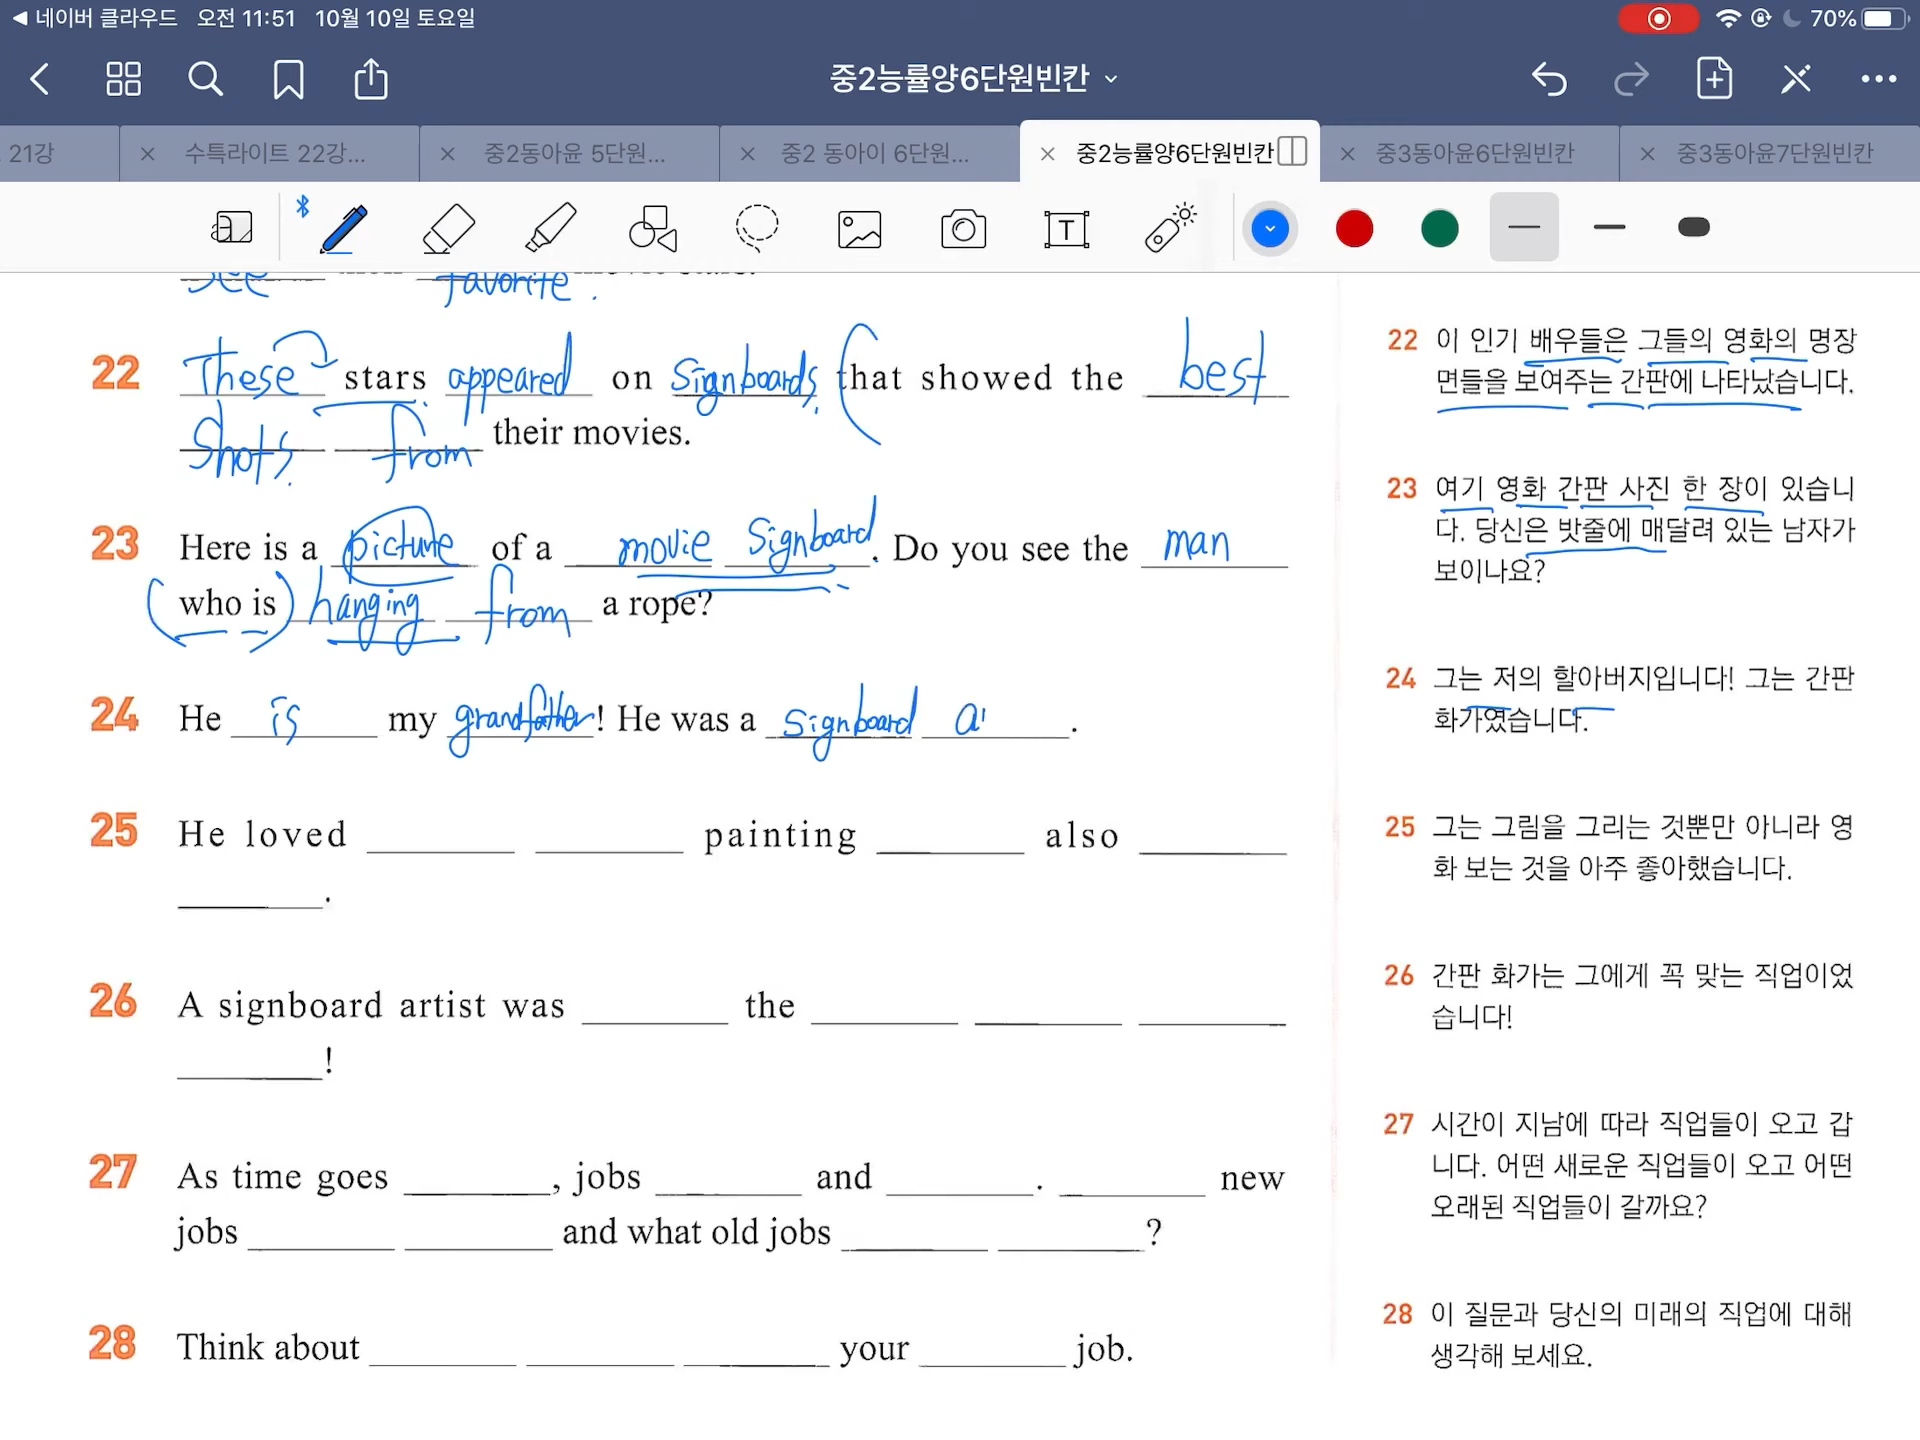 ◀ 네이버 클라우드 오전 11:51 10월 10일 토요일 70%
중2능률양6단원빈칸
21강 × 수특라이트 22강... × 중2동아윤 5단원... × 중2 동아이 6단원... × 중2능률양6단원빈칸 × 중3동아윤6단원빈칸 × 중3동아윤7단원빈칸
T
see favorite.
22 These stars appeared on signboards that showed the best
shots from their movies.
23 Here is a picture of a movie signboard. Do you see the man
who is hanging from a rope?
24 He is my grandfather! He was a signboard a.
25 He loved painting also
.
26 A signboard artist was the
!
27 As time goes , jobs and . new
jobs and what old jobs ?
28 Think about your job.
22 이 인기 배우들은 그들의 영화의 명장
면들을 보여주는 간판에 나타났습니다.
23 여기 영화 간판 사진 한 장이 있습니
다. 당신은 밧줄에 매달려 있는 남자가
보이나요?
24 그는 저의 할아버지입니다! 그는 간판
화가였습니다.
25 그는 그림을 그리는 것뿐만 아니라 영
화 보는 것을 아주 좋아했습니다.
26 간판 화가는 그에게 꼭 맞는 직업이었
습니다!
27 시간이 지남에 따라 직업들이 오고 갑
니다. 어떤 새로운 직업들이 오고 어떤
오래된 직업들이 갈까요?
28 이 질문과 당신의 미래의 직업에 대해
생각해 보세요.